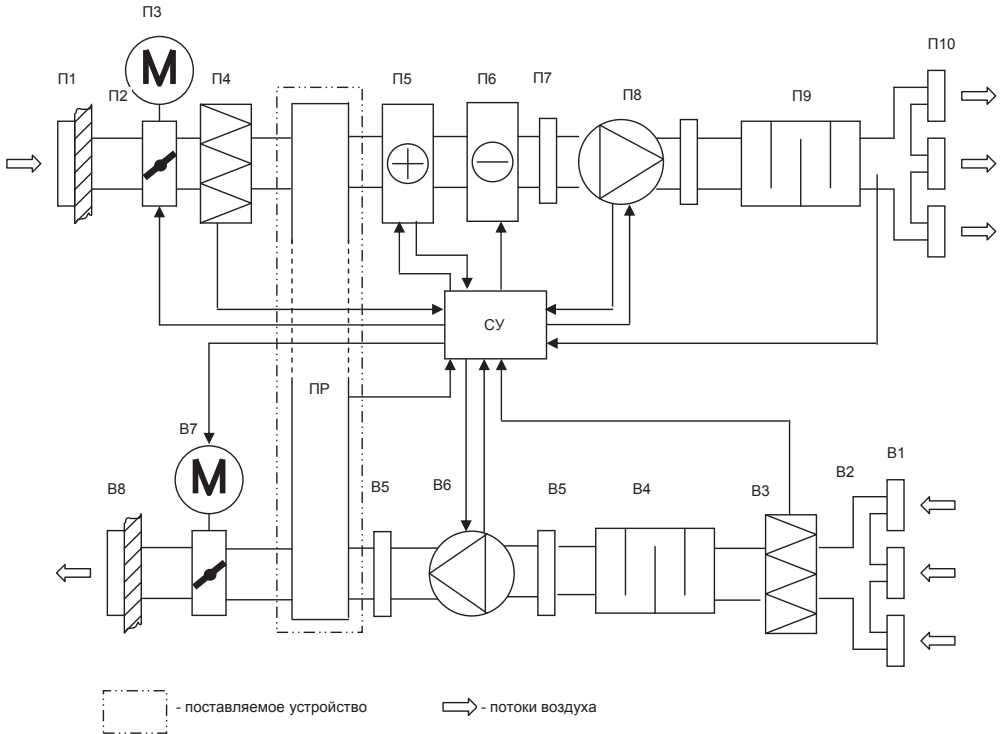 П3
П10
П1
П2
М
П4
П5
П6
П7
П8
П9
СУ
ПР
В7
М
В8
В5
В6
В5
В4
В3
В2
В1
- поставляемое устройство
- потоки воздуха